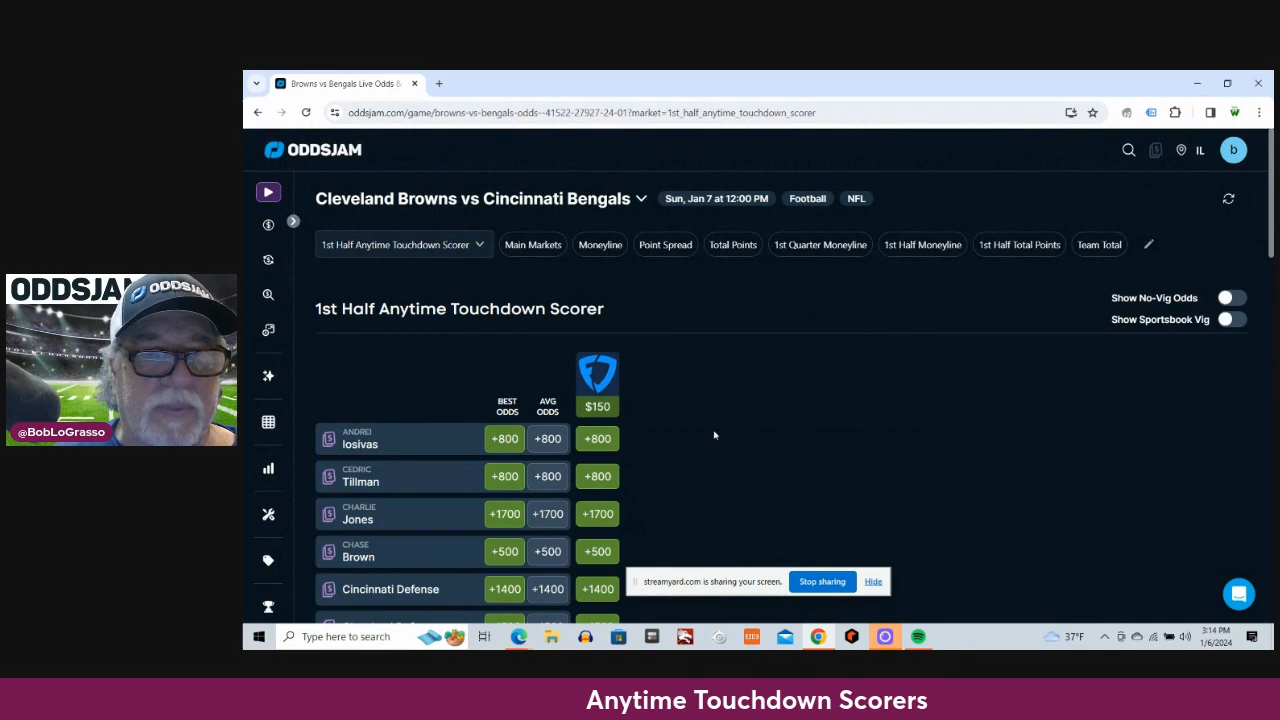 Browns vs Bengals Live Odds &
oddsjam.com/game/browns-vs-bengals-odds--41522-27927-24-01?market=1st_half_anytime_touchdown_scorer
ODDSJAM
IL
b
Cleveland Browns vs Cincinnati Bengals
Sun, Jan 7 at 12:00 PM
Football
NFL
1st Half Anytime Touchdown Scorer
Main Markets
Moneyline
Point Spread
Total Points
1st Quarter Moneyline
1st Half Moneyline
1st Half Total Points
Team Total
1st Half Anytime Touchdown Scorer
Show No-Vig Odds
Show Sportsbook Vig
BEST ODDS
AVG ODDS
$150
ANDREI
Iosivas
+800 +800 +800
CEDRIC
Tillman
+800 +800 +800
CHARLIE
Jones
+1700 +1700 +1700
CHASE
Brown
+500 +500 +500
Cincinnati Defense
+1400 +1400 +1400
streamyard.com is sharing your screen.
Stop sharing
Hide
Type here to search
37°F
3:14 PM
1/6/2024
ODDSJAM
ODDSJAM
@BobLoGrasso
Anytime Touchdown Scorers